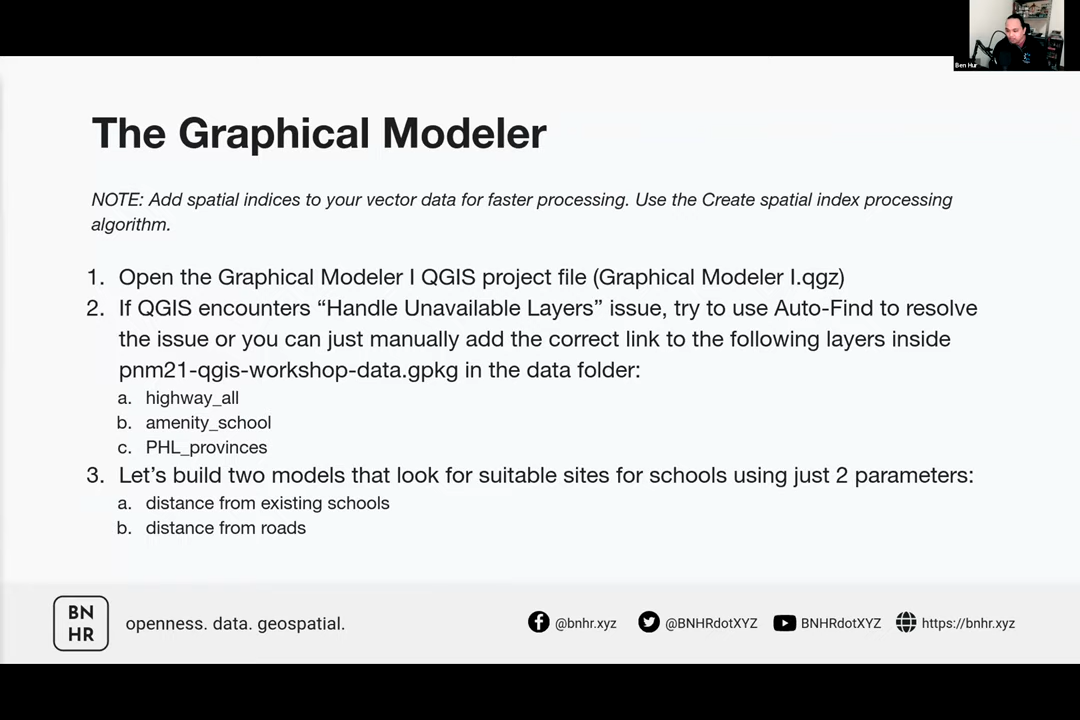 Ben Hur
The Graphical Modeler
NOTE: Add spatial indices to your vector data for faster processing. Use the Create spatial index processing
algorithm.
1. Open the Graphical Modeler I QGIS project file (Graphical Modeler I.qgz)
2. If QGIS encounters “Handle Unavailable Layers” issue, try to use Auto-Find to resolve
the issue or you can just manually add the correct link to the following layers inside
pnm21-qgis-workshop-data.gpkg in the data folder:
a. highway_all
b. amenity_school
c. PHL_provinces
3. Let’s build two models that look for suitable sites for schools using just 2 parameters:
a. distance from existing schools
b. distance from roads
BN
HR
openness. data. geospatial.
@bnhr.xyz
@BNHRdotXYZ
BNHRdotXYZ
https://bnhr.xyz